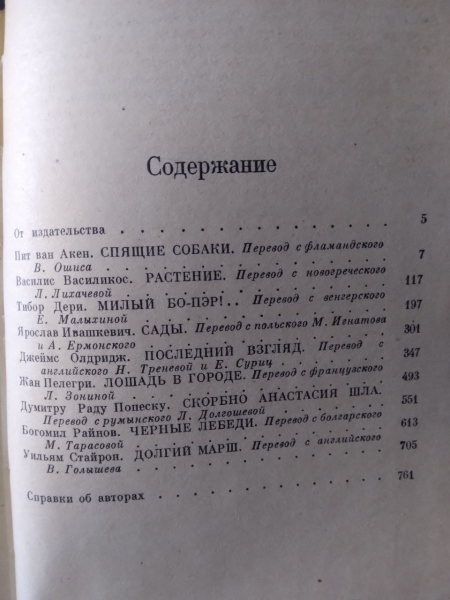 Содержание
От издательства . . . . . . . . . . . . . . . 5
Пит ван Акен. СПЯЩИЕ СОБАКИ. Перевод с фламандского
В. Ошиса . . . . . . . . . . . . . . . 7
Василис Василикос. РАСТЕНИЕ. Перевод с новогреческого
Л. Лихачевой . . . . . . . . . . . . . . . 117
Тибор Дери. МИЛЫЙ БО-ПЭР!.. Перевод с венгерского
Е. Малыхиной . . . . . . . . . . . . . . . 197
Ярослав Ивашкевич. САДЫ. Перевод с польского М. Игнатова
и А. Ермонского . . . . . . . . . . . . . . . 301
Джеймс Олдридж. ПОСЛЕДНИЙ ВЗГЛЯД. Перевод с
английского Н. Треневой и Е. Суриц . . . . . 347
Жан Пелегри. ЛОШАДЬ В ГОРОДЕ. Перевод с французского
Л. Зониной . . . . . . . . . . . . . . . 493
Думитру Раду Попеску. СКОРБНО АНАСТАСИЯ ШЛА.
Перевод с румынского Л. Долгошевой . . . . . 551
Богомил Райнов. ЧЕРНЫЕ ЛЕБЕДИ. Перевод с болгарского
М. Тарасовой . . . . . . . . . . . . . . . 613
Уильям Стайрон. ДОЛГИЙ МАРШ. Перевод с английского
В. Голышева . . . . . . . . . . . . . . . 705
Справки об авторах . . . . . . . . . . . . . . . 761